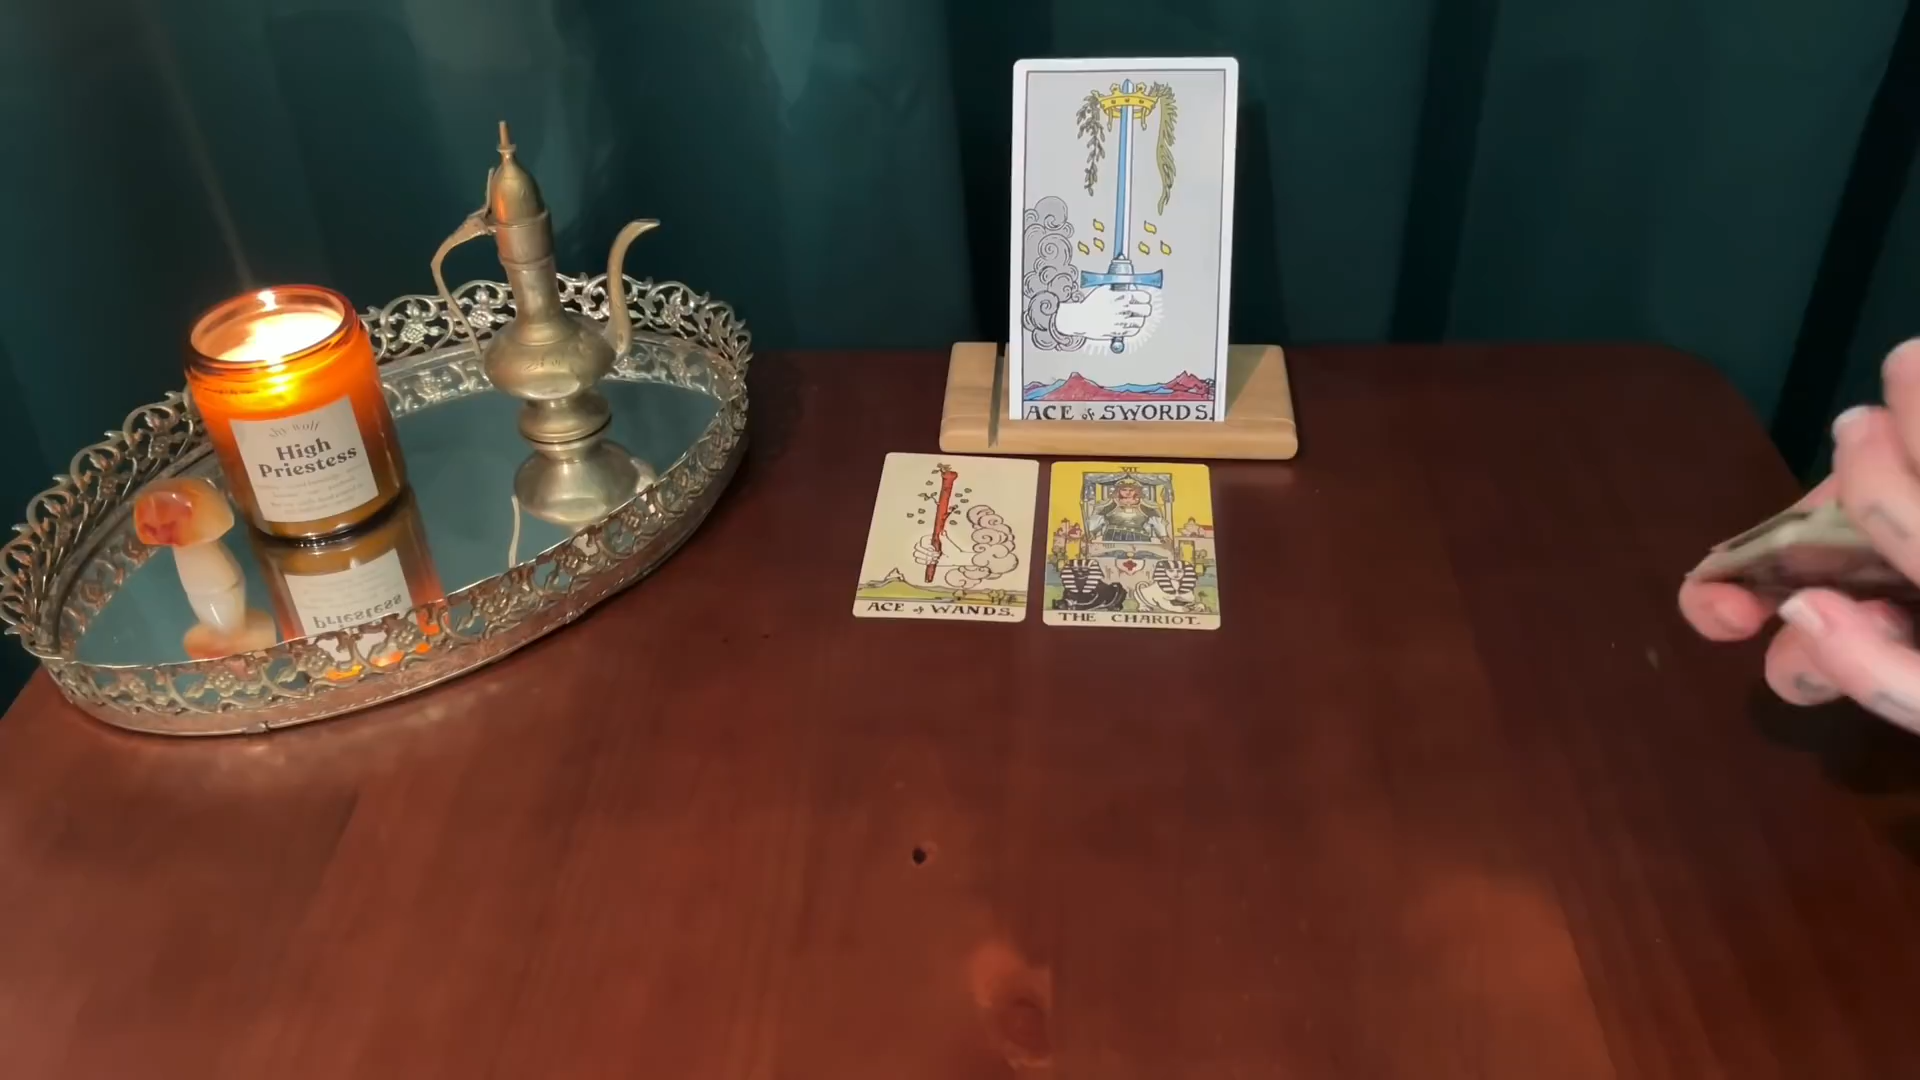 High
Priestess
ACE of SWORDS.
ACE of WANDS.
VII
THE CHARIOT.